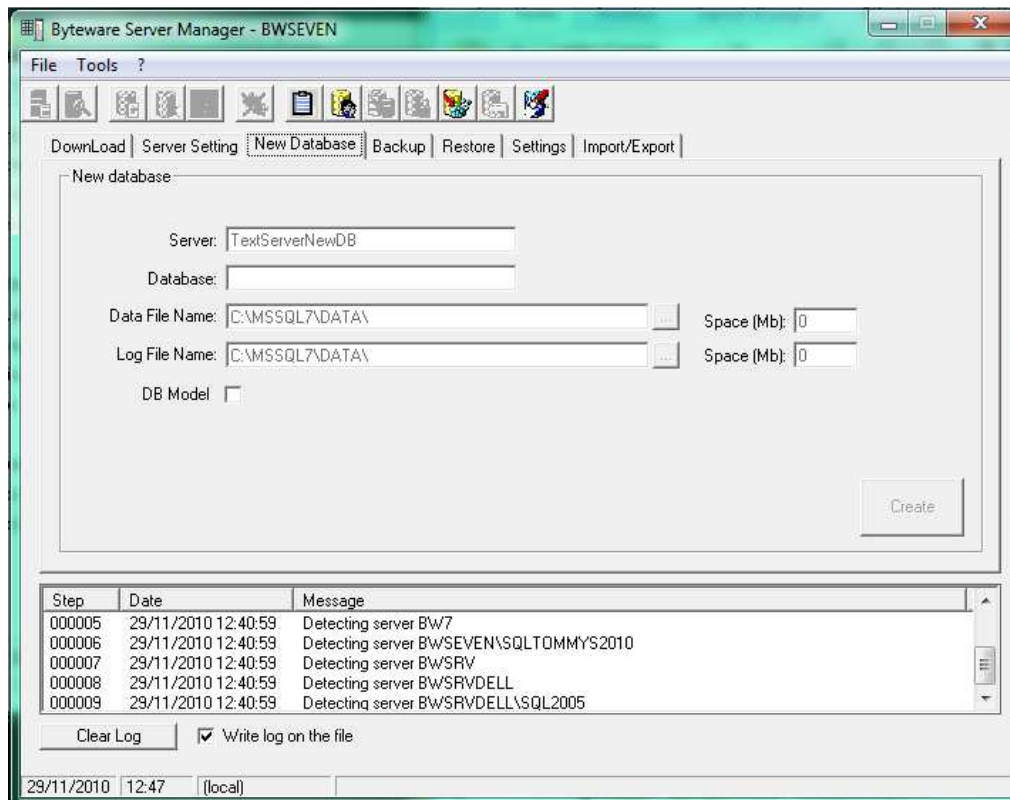 Byteware Server Manager - BWSEVEN
File Tools ?
DownLoad Server Setting New Database Backup Restore Settings Import/Export
New database
Server: TextServerNewDB
Database:
Data File Name: C:\MSSQL7\DATA\ ... Space (Mb): 0
Log File Name: C:\MSSQL7\DATA\ ... Space (Mb): 0
DB Model
Create
Step Date Message
000005 29/11/2010 12:40:59 Detecting server BW7
000006 29/11/2010 12:40:59 Detecting server BWSEVEN\SQLTOMMYS2010
000007 29/11/2010 12:40:59 Detecting server BWSRV
000008 29/11/2010 12:40:59 Detecting server BWSRVDELL
000009 29/11/2010 12:40:59 Detecting server BWSRVDELL\SQL2005
Clear Log Write log on the file
29/11/2010 12:47 (local)